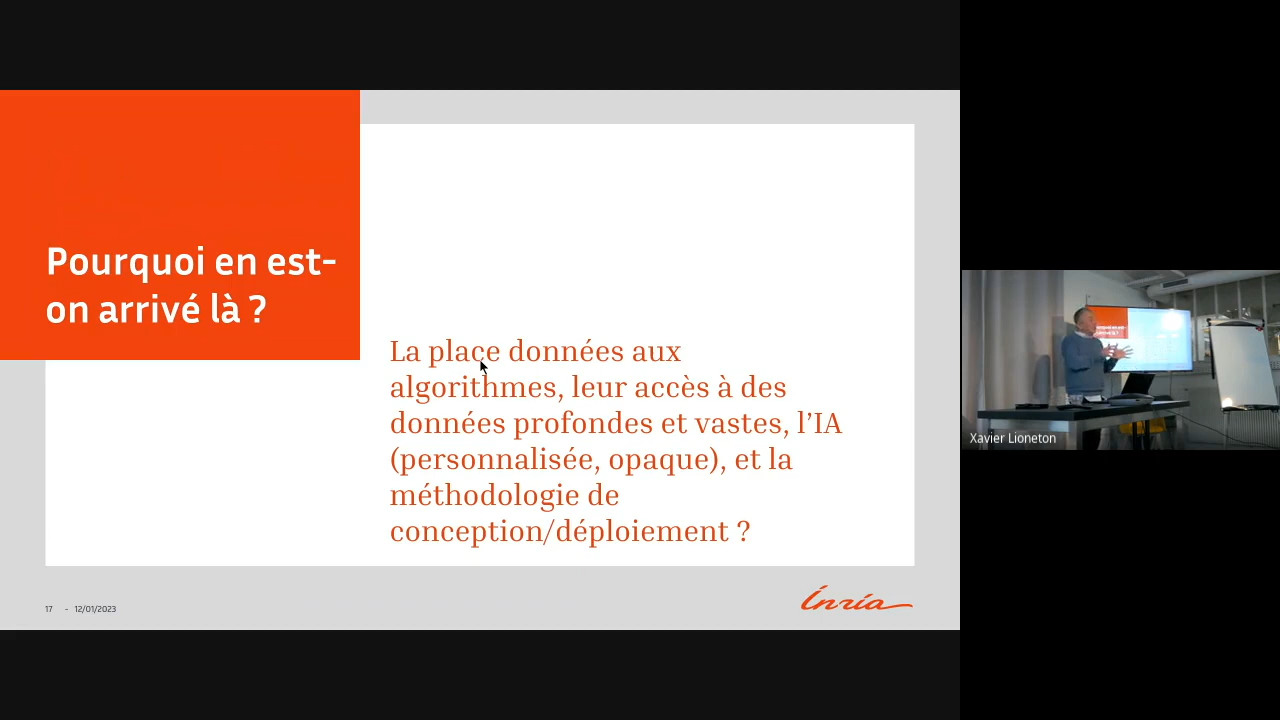 Pourquoi en est-
on arrivé là ?
La place données aux
algorithmes, leur accès à des
données profondes et vastes, l’IA
(personnalisée, opaque), et la
méthodologie de
conception/déploiement ?
17 - 12/01/2023
Inria
Xavier Lioneton